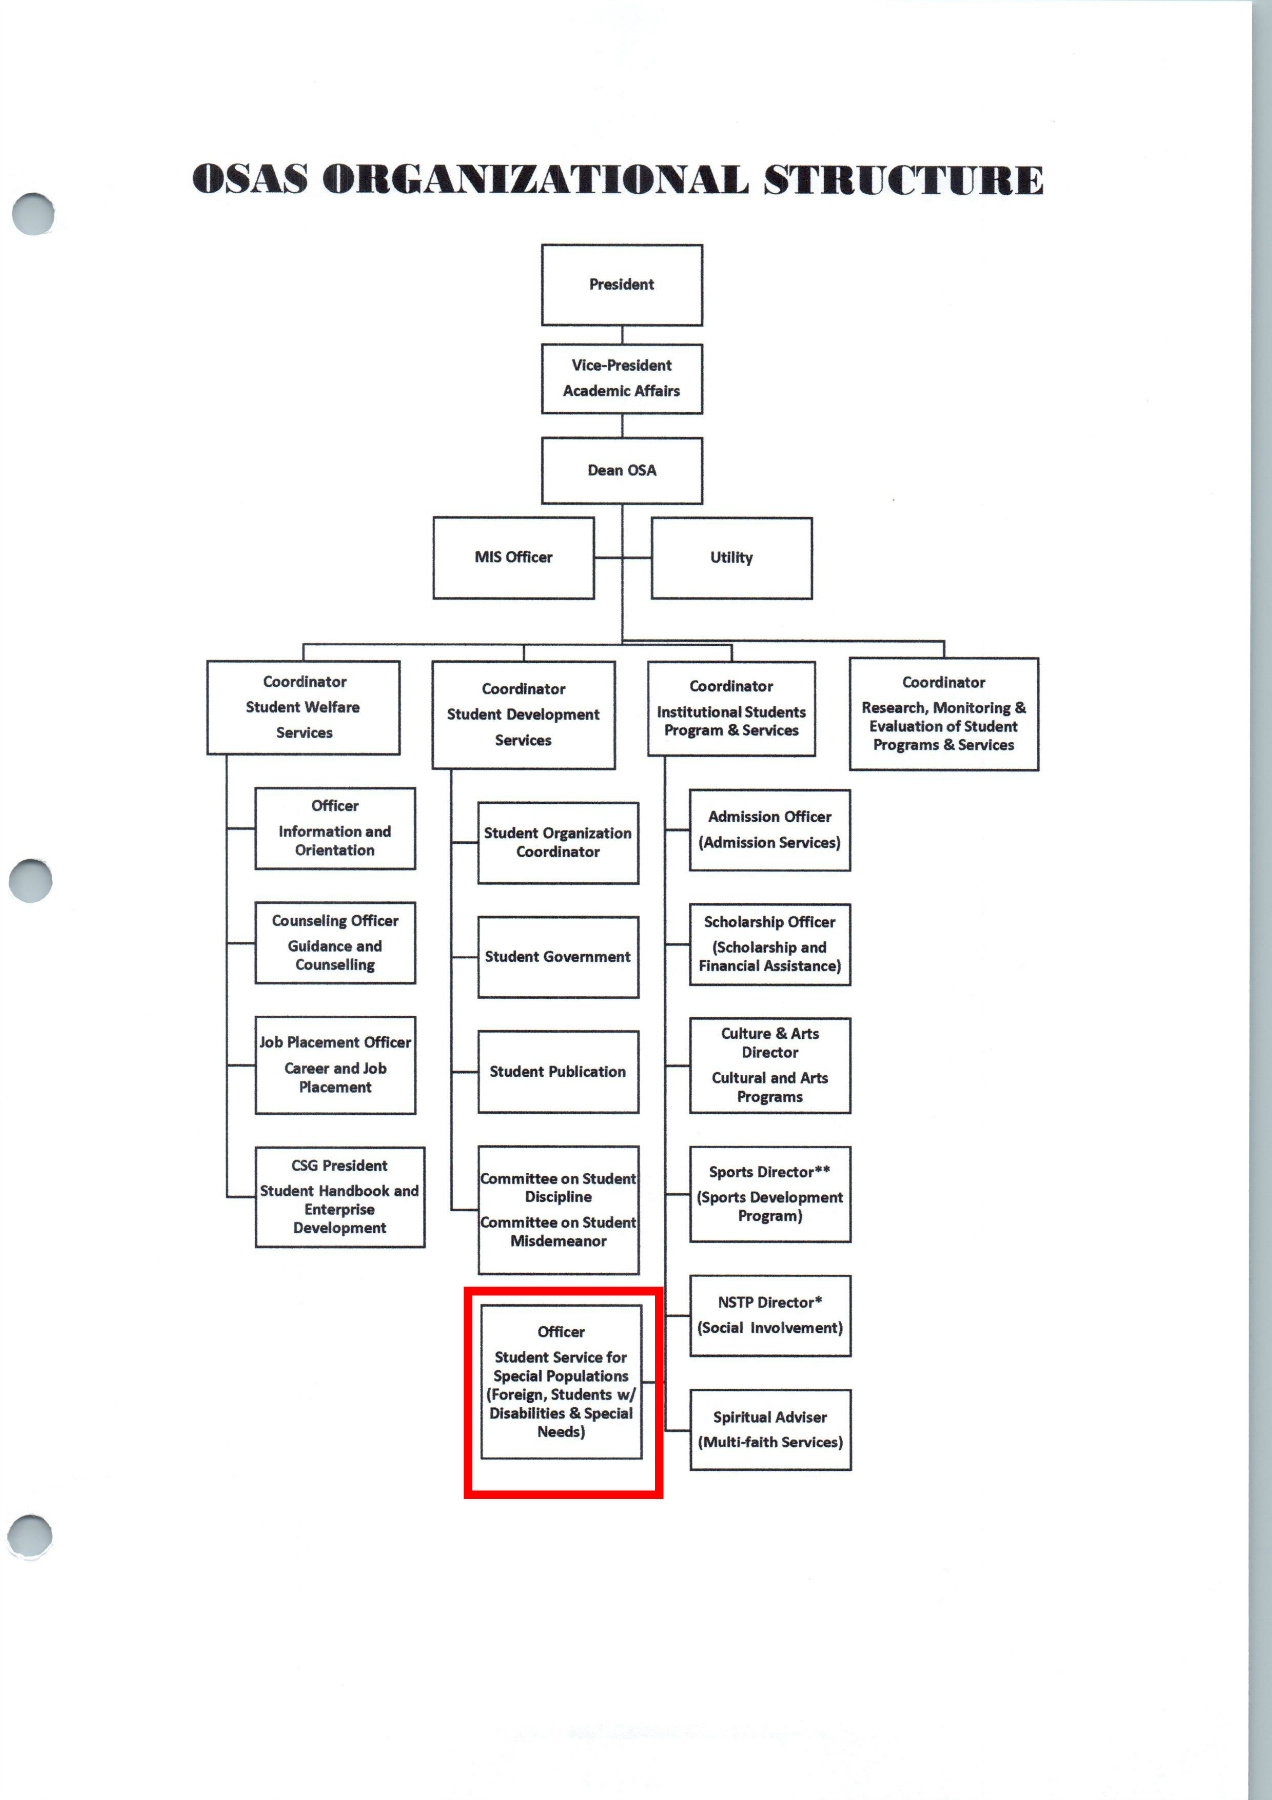 OSAS ORGANIZATIONAL STRUCTURE
President
Vice-President
Academic Affairs
Dean OSA
MIS Officer
Utility
Coordinator
Student Welfare
Services
Coordinator
Student Development
Services
Coordinator
Institutional Students
Program & Services
Coordinator
Research, Monitoring &
Evaluation of Student
Programs & Services
Officer
Information and
Orientation
Counseling Officer
Guidance and
Counselling
Job Placement Officer
Career and Job
Placement
CSG President
Student Handbook and
Enterprise
Development
Student Organization
Coordinator
Student Government
Student Publication
Committee on Student
Discipline
Committee on Student
Misdemeanor
Officer
Student Service for
Special Populations
(Foreign, Students w/
Disabilities & Special
Needs)
Admission Officer
(Admission Services)
Scholarship Officer
(Scholarship and
Financial Assistance)
Culture & Arts
Director
Cultural and Arts
Programs
Sports Director**
(Sports Development
Program)
NSTP Director*
(Social Involvement)
Spiritual Adviser
(Multi-faith Services)